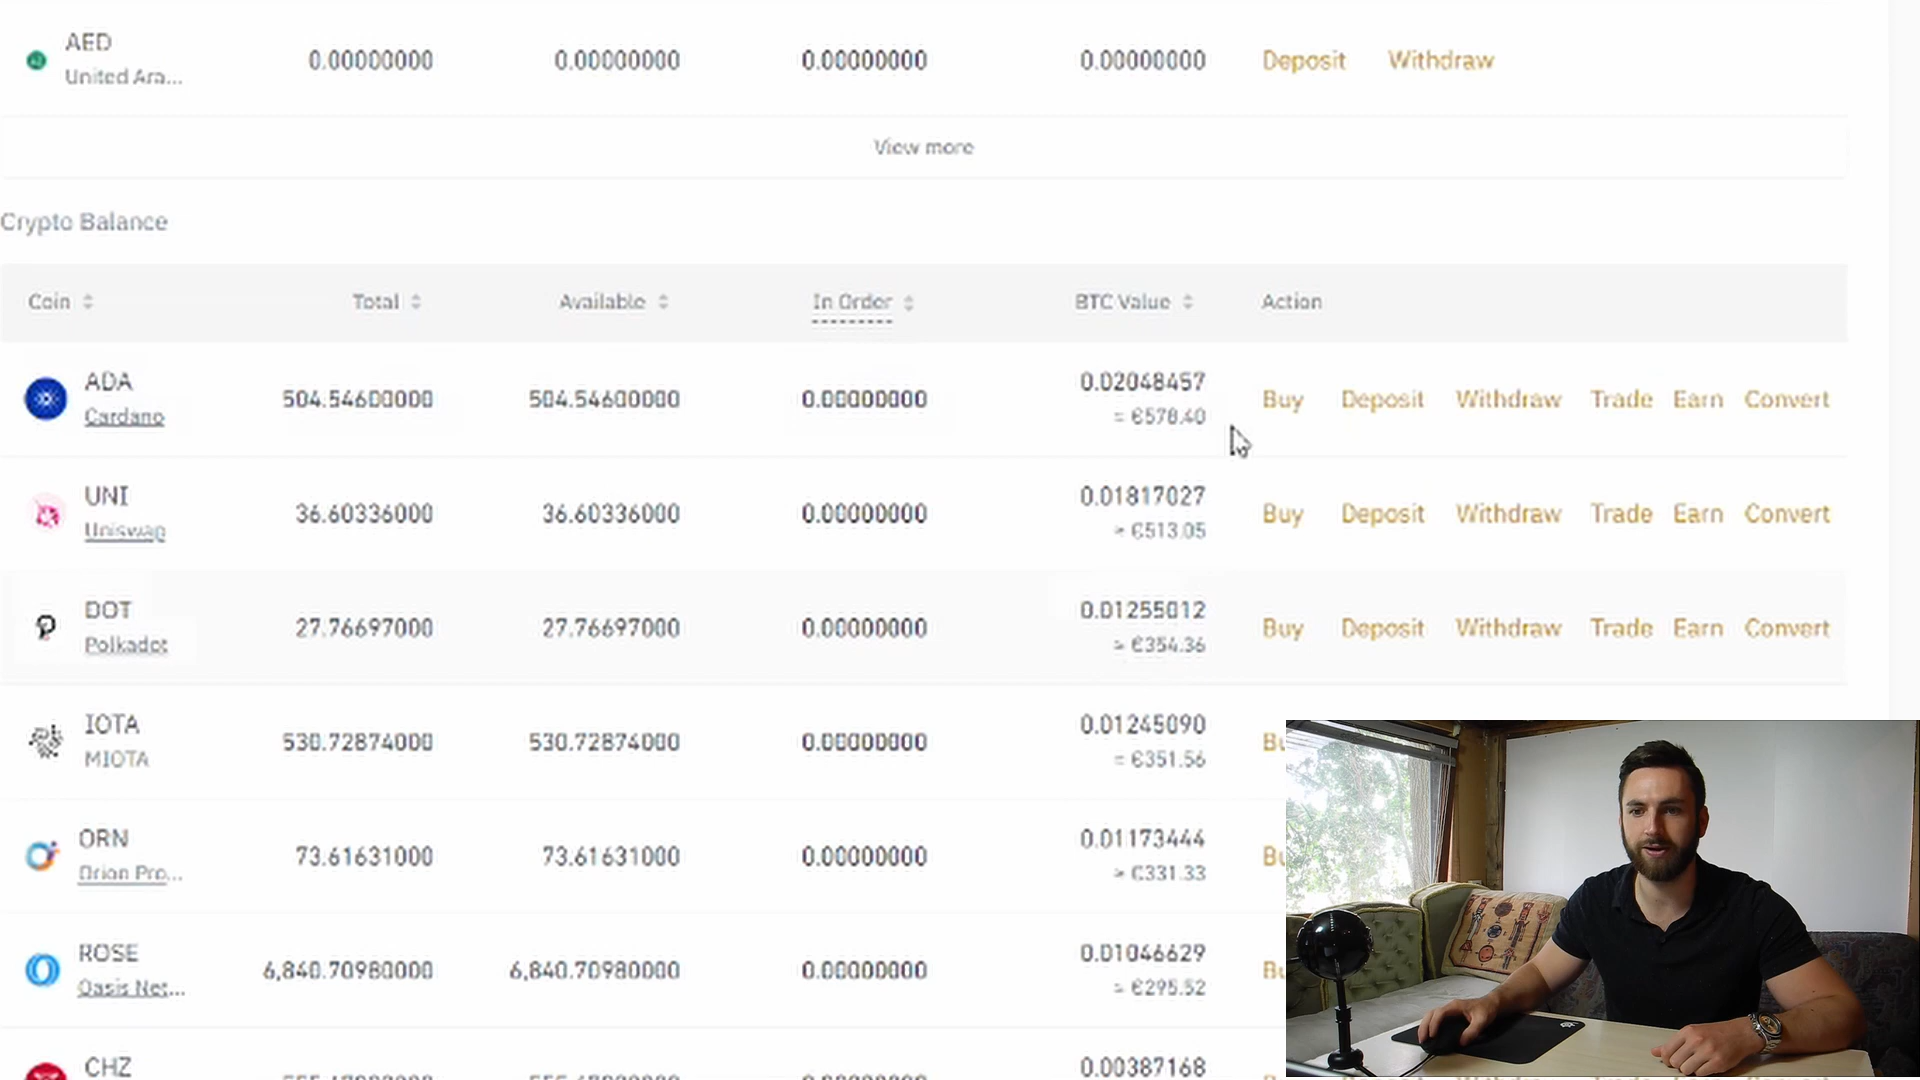 AED
United Ara...
0.00000000 0.00000000 0.00000000 0.00000000 Deposit Withdraw
View more
Crypto Balance
Coin Total Available In Order BTC Value Action
ADA
Cardano
504.54600000 504.54600000 0.00000000 0.02048457
≈ €578.40
Buy Deposit Withdraw Trade Earn Convert
UNI
Uniswap
36.60336000 36.60336000 0.00000000 0.01817027
≈ €513.05
Buy Deposit Withdraw Trade Earn Convert
DOT
Polkadot
27.76697000 27.76697000 0.00000000 0.01255012
≈ €354.36
Buy Deposit Withdraw Trade Earn Convert
IOTA
MIOTA
530.72874000 530.72874000 0.00000000 0.01245090
≈ €351.56
ORN
Orion Pro...
73.61631000 73.61631000 0.00000000 0.01173444
≈ €331.33
ROSE
Oasis Net...
6,840.70980000 6,840.70980000 0.00000000 0.01046629
≈ €295.52
CHZ
0.00387168